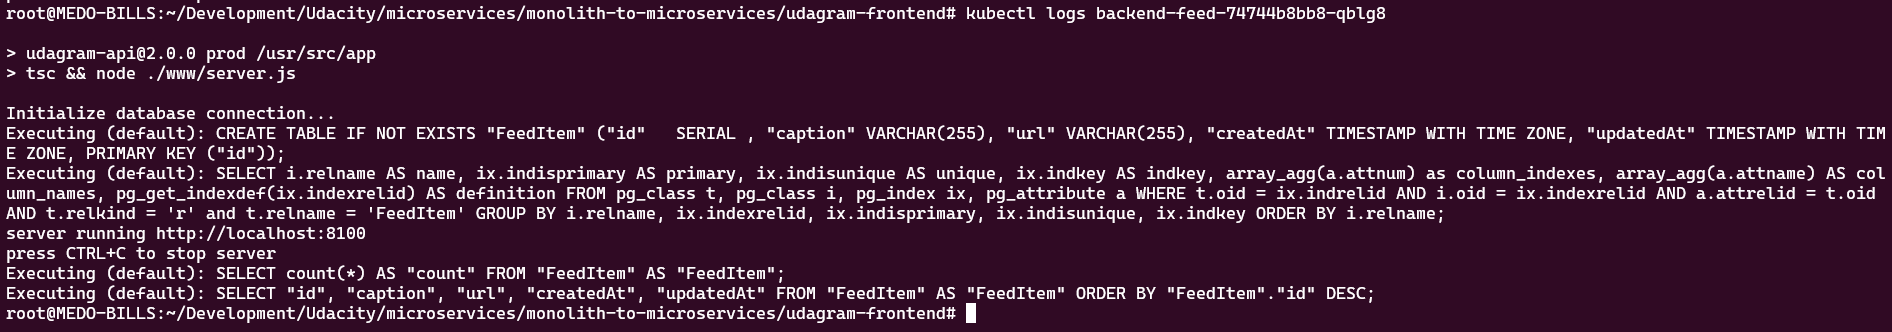 root@MEDO-BILLS:~/Development/Udacity/microservices/monolith-to-microservices/udagram-frontend# kubectl logs backend-feed-74744b8bb8-qblg8
> udagram-api@2.0.0 prod /usr/src/app
> tsc && node ./www/server.js
Initialize database connection...
Executing (default): CREATE TABLE IF NOT EXISTS "FeedItem" ("id"   SERIAL , "caption" VARCHAR(255), "url" VARCHAR(255), "createdAt" TIMESTAMP WITH TIME ZONE, "updatedAt" TIMESTAMP WITH TIM
E ZONE, PRIMARY KEY ("id"));
Executing (default): SELECT i.relname AS name, ix.indisprimary AS primary, ix.indisunique AS unique, ix.indkey AS indkey, array_agg(a.attnum) as column_indexes, array_agg(a.attname) AS col
umn_names, pg_get_indexdef(ix.indexrelid) AS definition FROM pg_class t, pg_class i, pg_index ix, pg_attribute a WHERE t.oid = ix.indrelid AND i.oid = ix.indexrelid AND a.attrelid = t.oid
AND t.relkind = 'r' and t.relname = 'FeedItem' GROUP BY i.relname, ix.indexrelid, ix.indisprimary, ix.indisunique, ix.indkey ORDER BY i.relname;
server running http://localhost:8100
press CTRL+C to stop server
Executing (default): SELECT count(*) AS "count" FROM "FeedItem" AS "FeedItem";
Executing (default): SELECT "id", "caption", "url", "createdAt", "updatedAt" FROM "FeedItem" AS "FeedItem" ORDER BY "FeedItem"."id" DESC;
root@MEDO-BILLS:~/Development/Udacity/microservices/monolith-to-microservices/udagram-frontend#